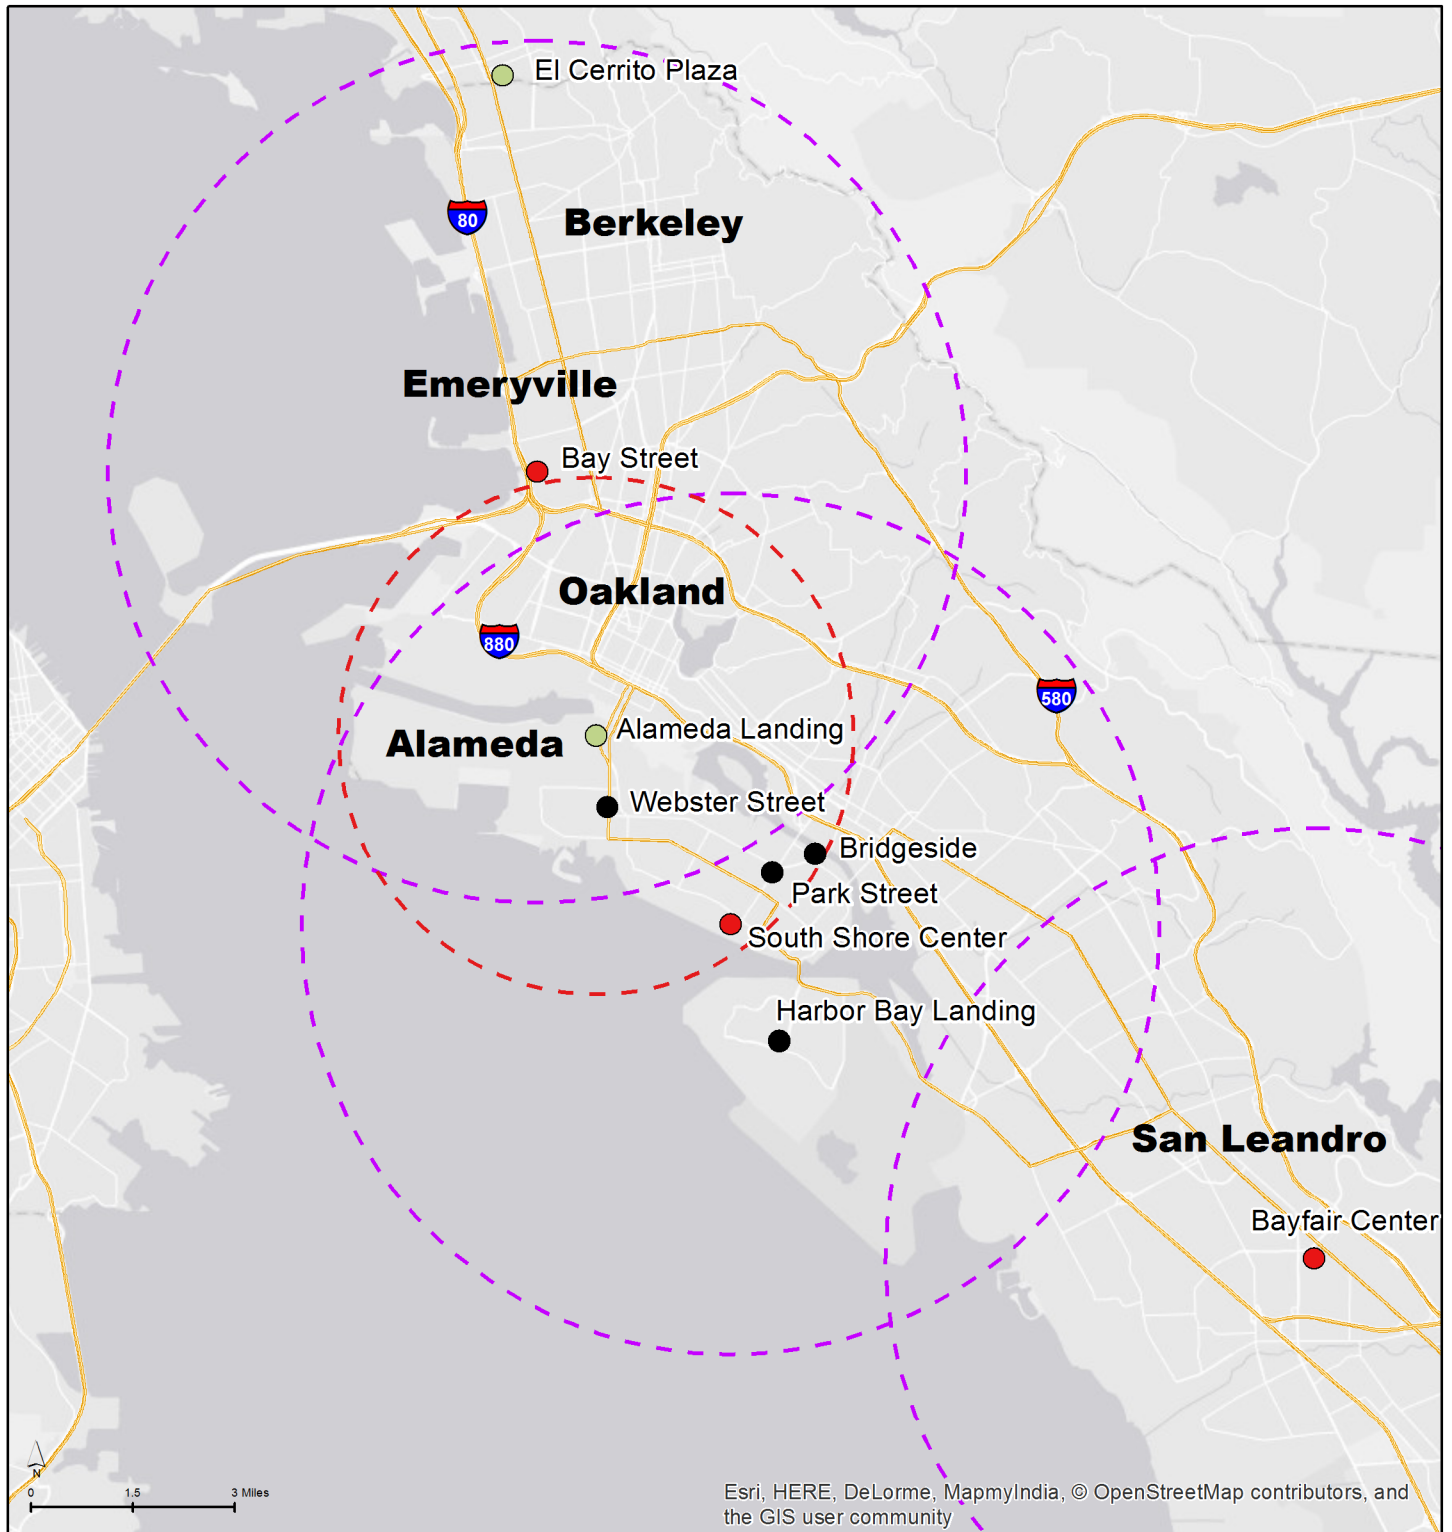 El Cerrito Plaza
80
Berkeley
Emeryville
Bay Street
Oakland
880
580
Alameda Landing
Alameda
Webster Street
Bridgeside
Park Street
South Shore Center
Harbor Bay Landing
San Leandro
Bayfair Center
N
0 1.5 3 Miles
Esri, HERE, DeLorme, MapmyIndia, © OpenStreetMap contributors, and
the GIS user community